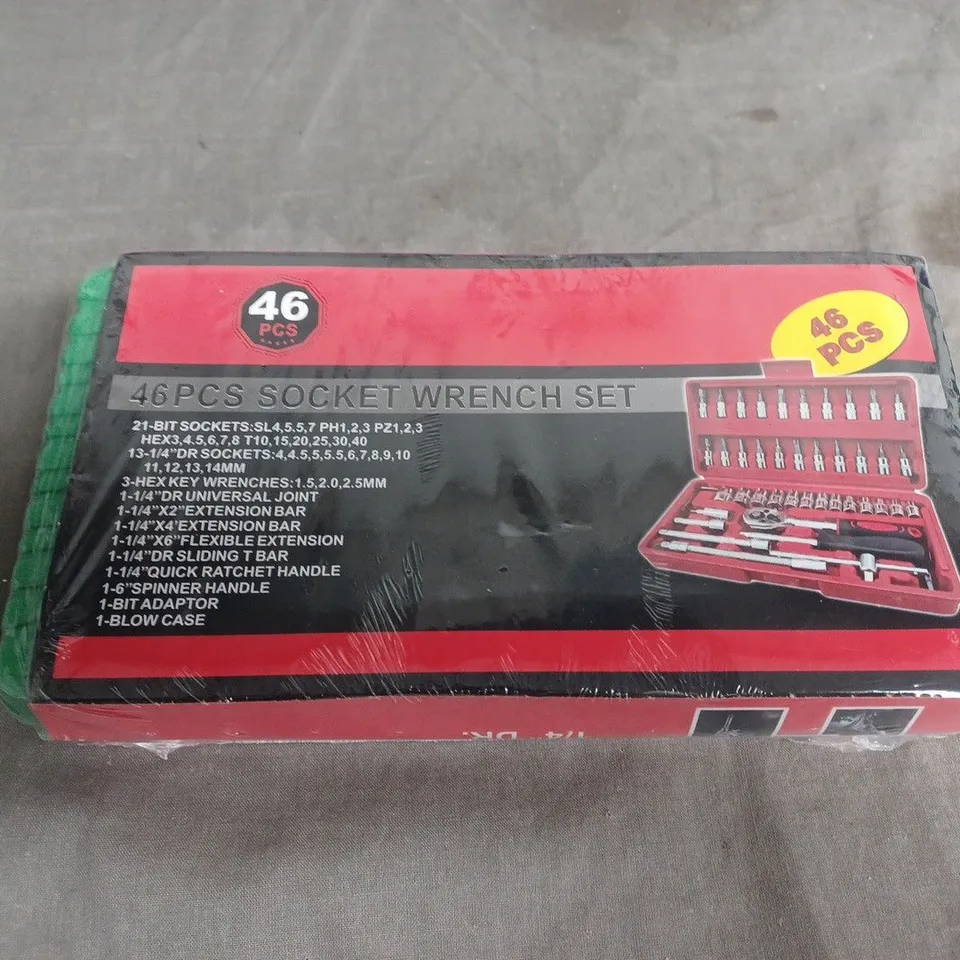 46
PCS
46
PCS
46 PCS SOCKET WRENCH SET
21-BIT SOCKETS:SL4,5.5,7 PH1,2,3 PZ1,2,3
HEX3,4.5,6,7,8 T10,15,20,25,30,40
13-1/4"DR SOCKETS:4,4.5,5,5.5,6,7,8,9,10
11,12,13,14MM
3-HEX KEY WRENCHES:1.5,2.0,2.5MM
1-1/4"DR UNIVERSAL JOINT
1-1/4"X2"EXTENSION BAR
1-1/4"X4'EXTENSION BAR
1-1/4"X6"FLEXIBLE EXTENSION
1-1/4"DR SLIDING T BAR
1-1/4"QUICK RATCHET HANDLE
1-6"SPINNER HANDLE
1-BIT ADAPTOR
1-BLOW CASE
1/4" DR.